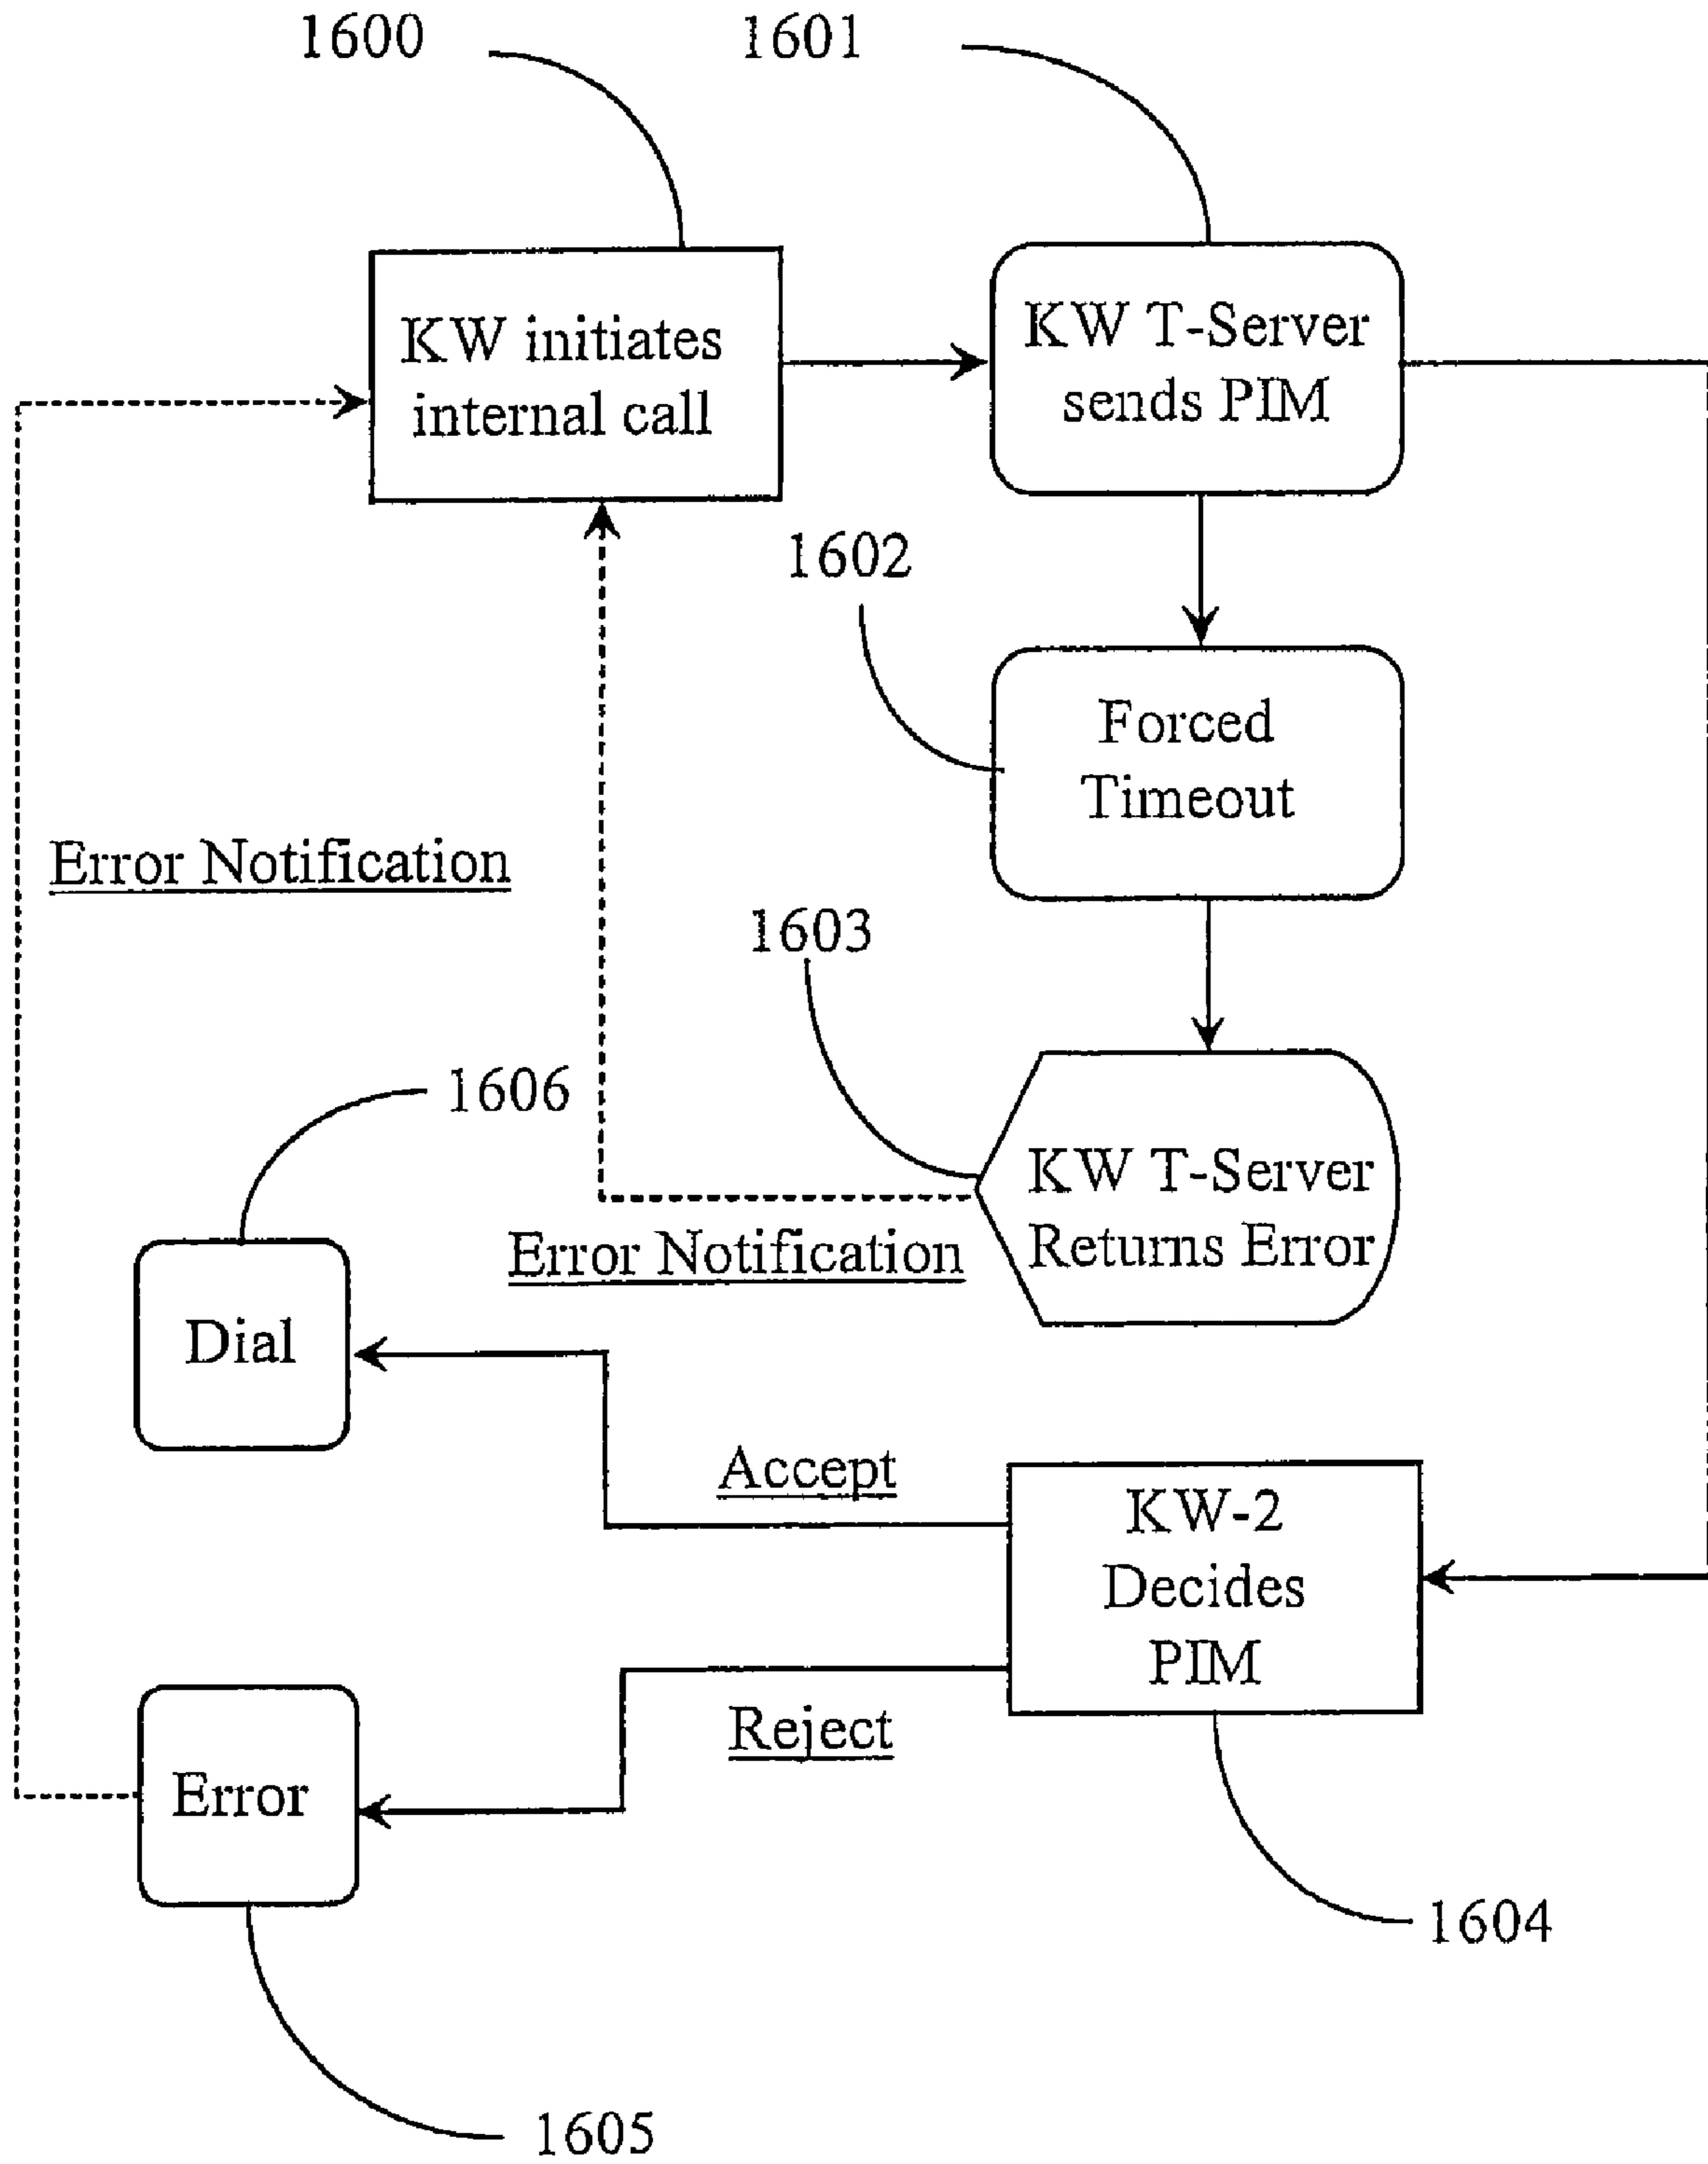 1600
1601
KW initiates
internal call
KW T-Server
sends PIM
1602
Forced
Timeout
Error Notification
1603
1606
KW T-Server
Returns Error
Error Notification
Dial
Accept
KW-2
Decides
PIM
Reject
Error
1604
1605